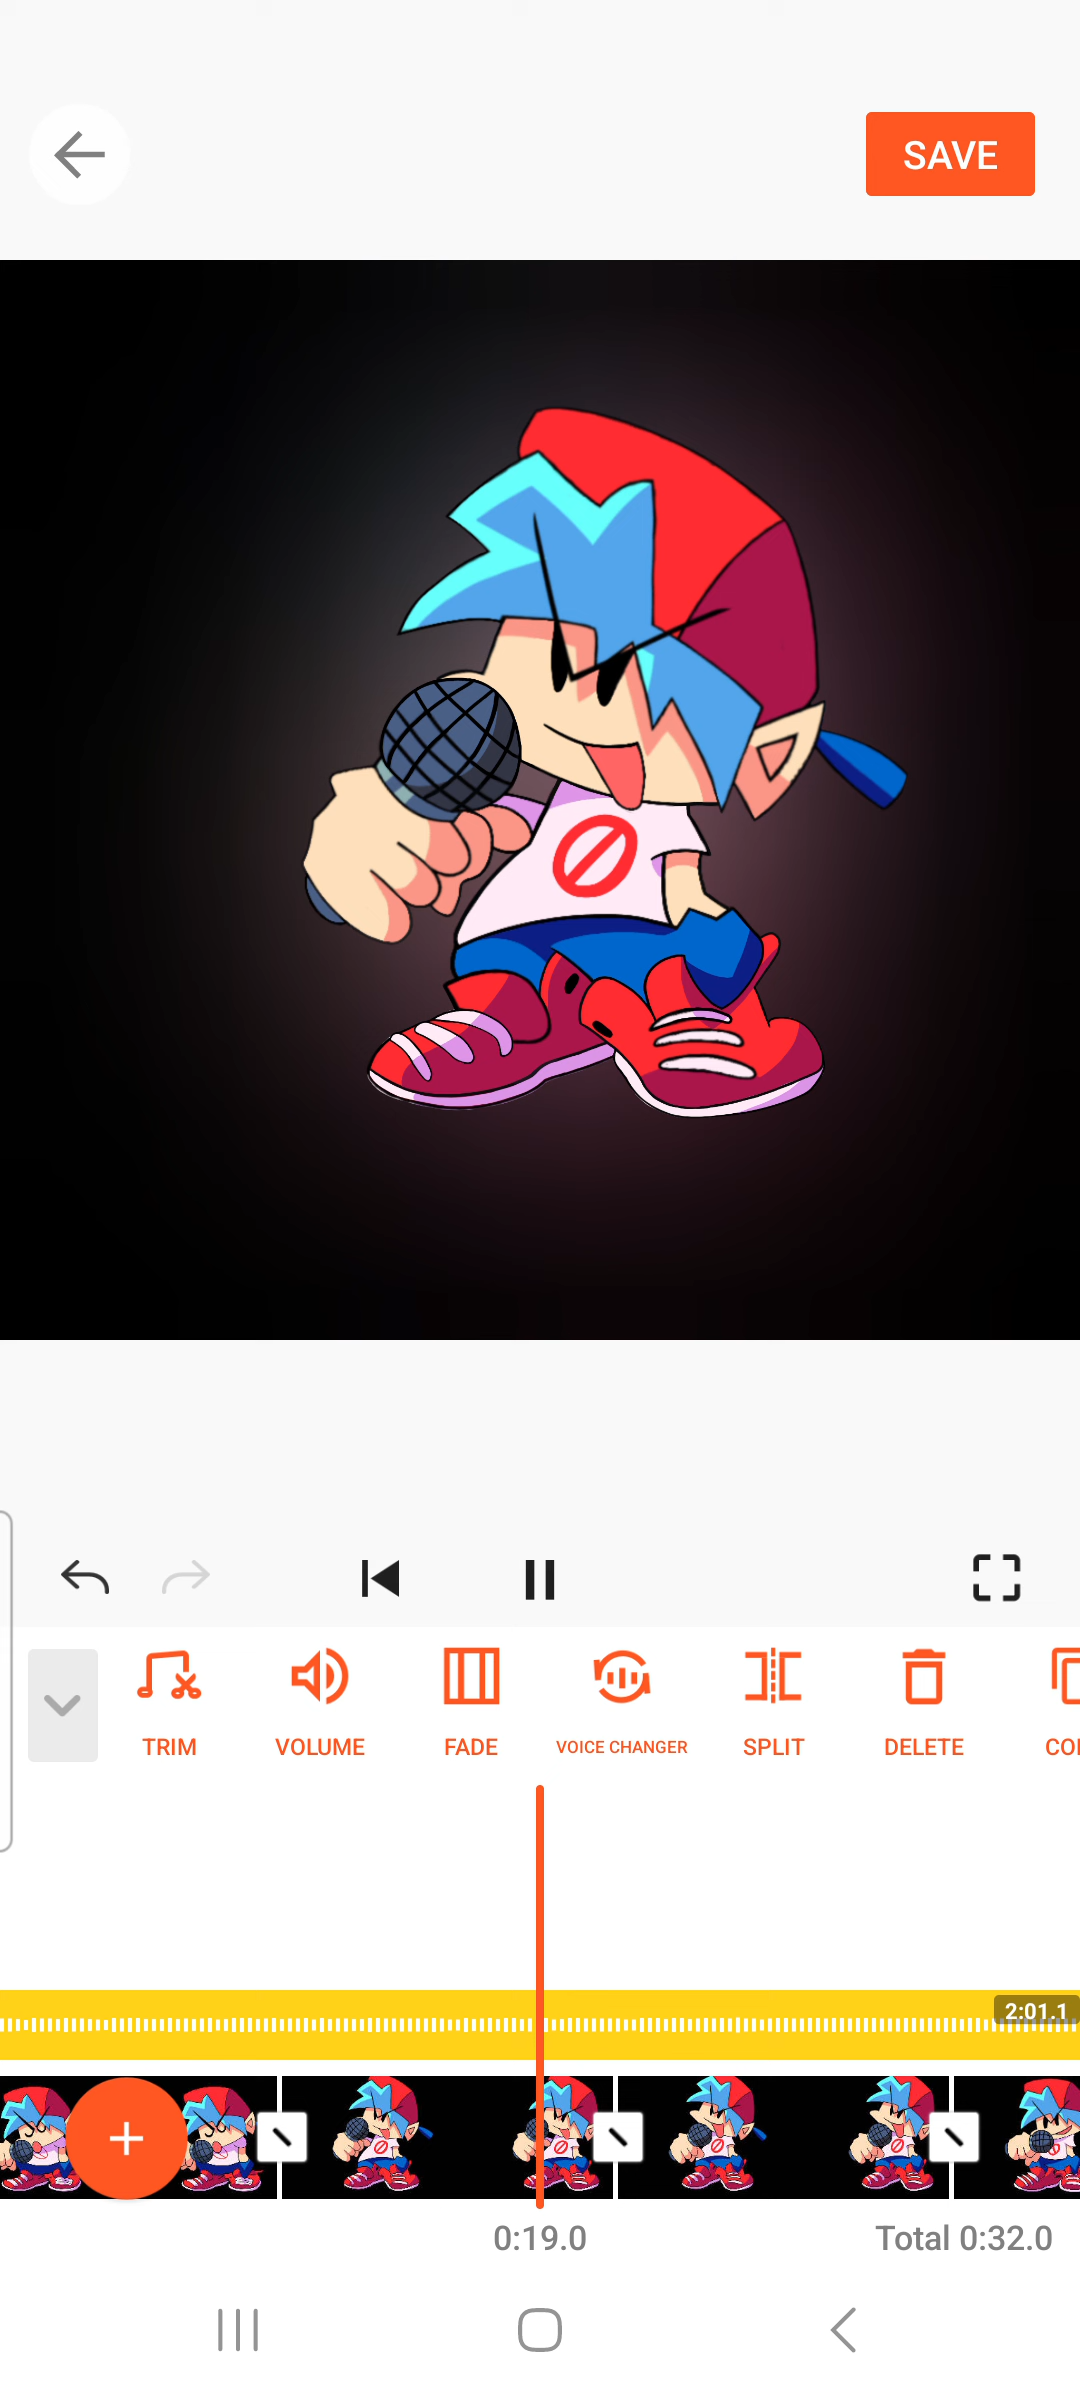 SAVE
TRIM
VOLUME
FADE
VOICE CHANGER
SPLIT
DELETE
2:01.1
0:19.0
Total 0:32.0